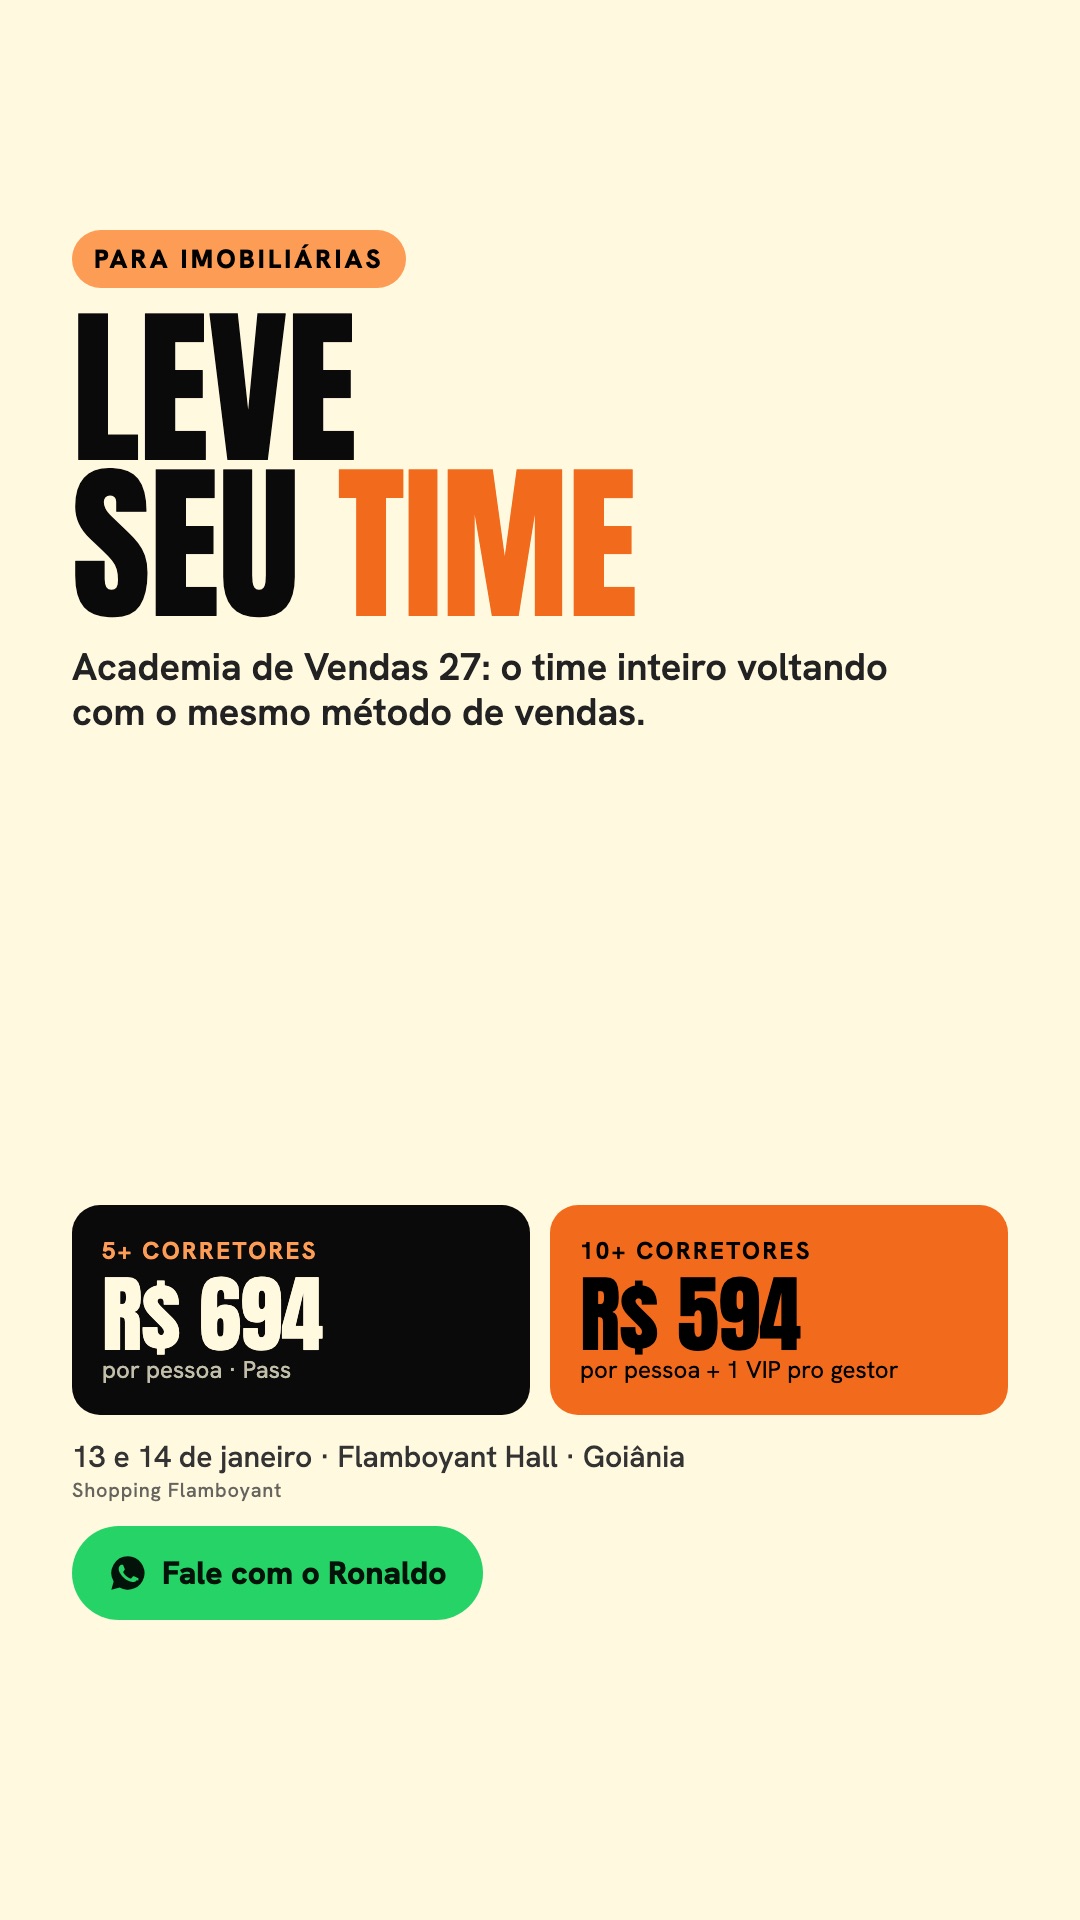 PARA IMOBILIÁRIAS
LEVE
SEU TIME
Academia de Vendas 27: o time inteiro voltando
com o mesmo método de vendas.
5+ CORRETORES
R$ 694
por pessoa · Pass
10+ CORRETORES
R$ 594
por pessoa + 1 VIP pro gestor
13 e 14 de janeiro · Flamboyant Hall · Goiânia
Shopping Flamboyant
Fale com o Ronaldo